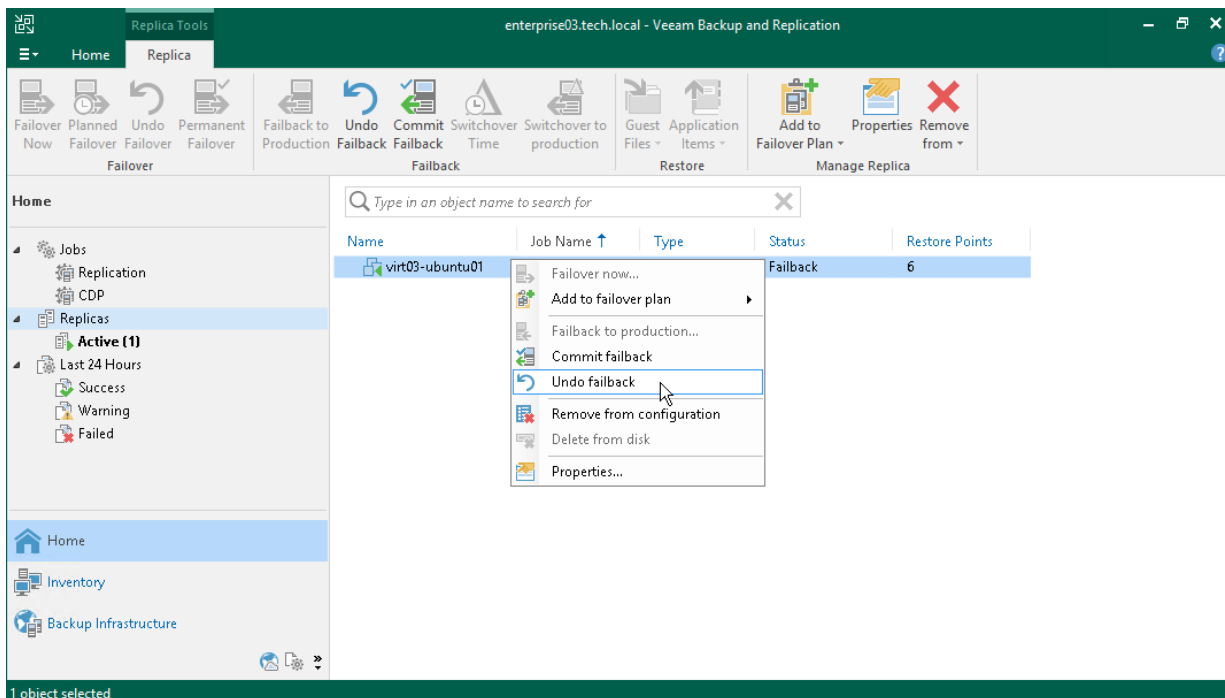 Replica Tools
enterprise03.tech.local - Veeam Backup and Replication
Home Replica
?
Failover Now
Planned Failover
Undo Failover
Permanent Failover
Failover
Failback to Production
Undo Failback
Commit Failback
Switchover Time
Switchover to production
Failback
Guest Files
Application Items
Restore
Add to Failover Plan
Properties
Remove from
Manage Replica
Home
Type in an object name to search for
Jobs
Replication
CDP
Replicas
Active (1)
Last 24 Hours
Success
Warning
Failed
Name Job Name Type Status Restore Points
virt03-ubuntu01 Failback 6
Failover now...
Add to failover plan
Failback to production...
Commit failback
Undo failback
Remove from configuration
Delete from disk
Properties...
Home
Inventory
Backup Infrastructure
1 object selected